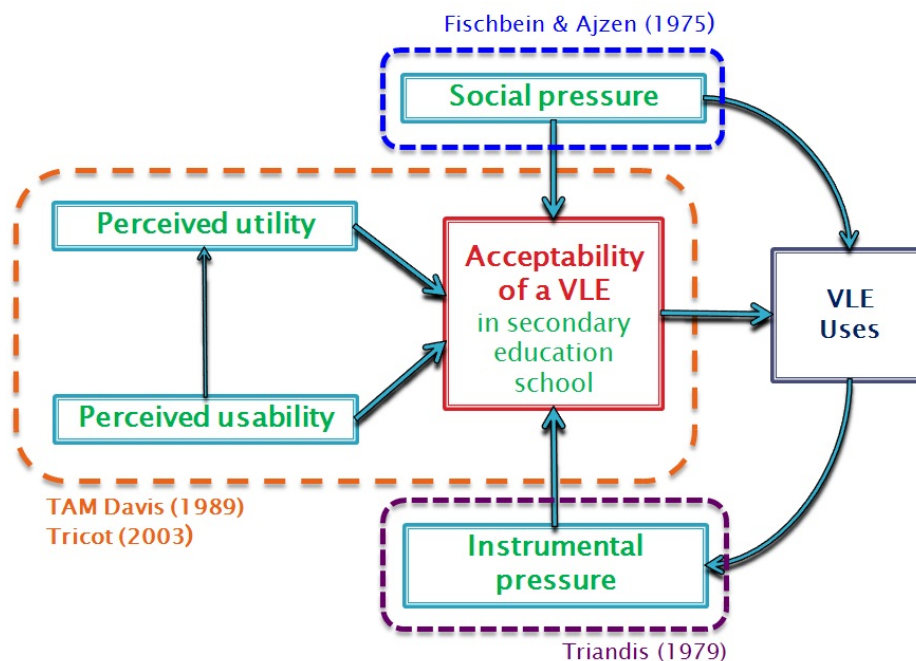 Fischbein & Ajzen (1975)
Social pressure
Perceived utility
Acceptability
of a VLE
in secondary
education
school
VLE
Uses
Perceived usability
TAM Davis (1989)
Tricot (2003)
Instrumental
pressure
Triandis (1979)